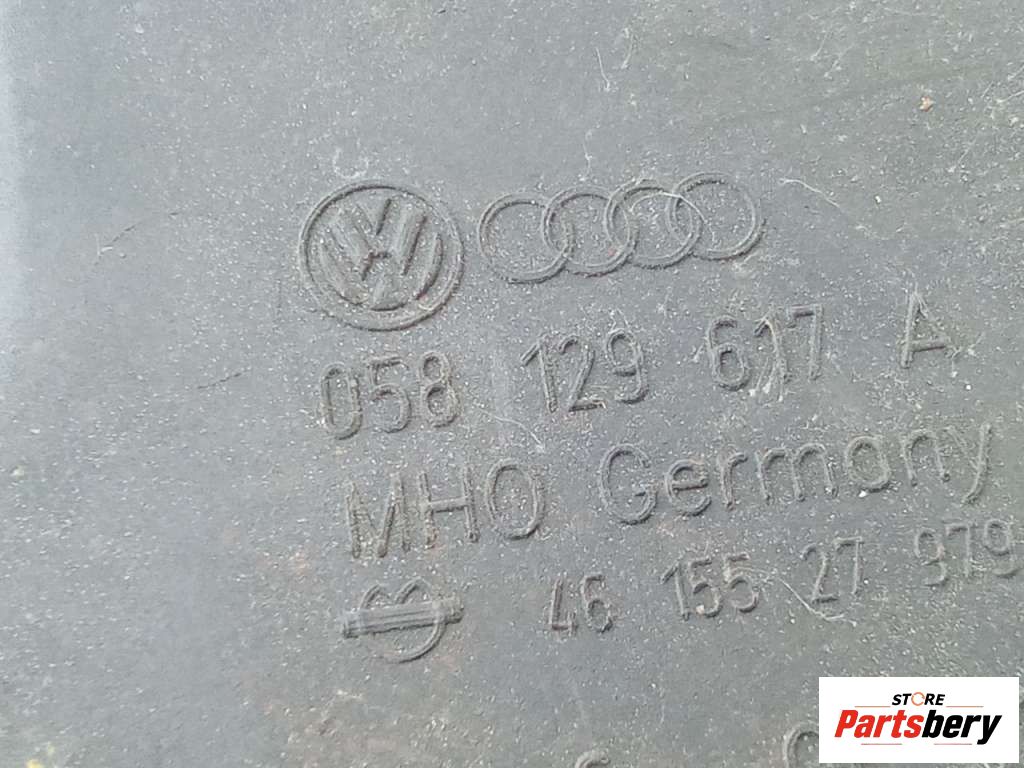 058 129 617 A
MHO Germany
46 155 27 979
STORE
Partsbery